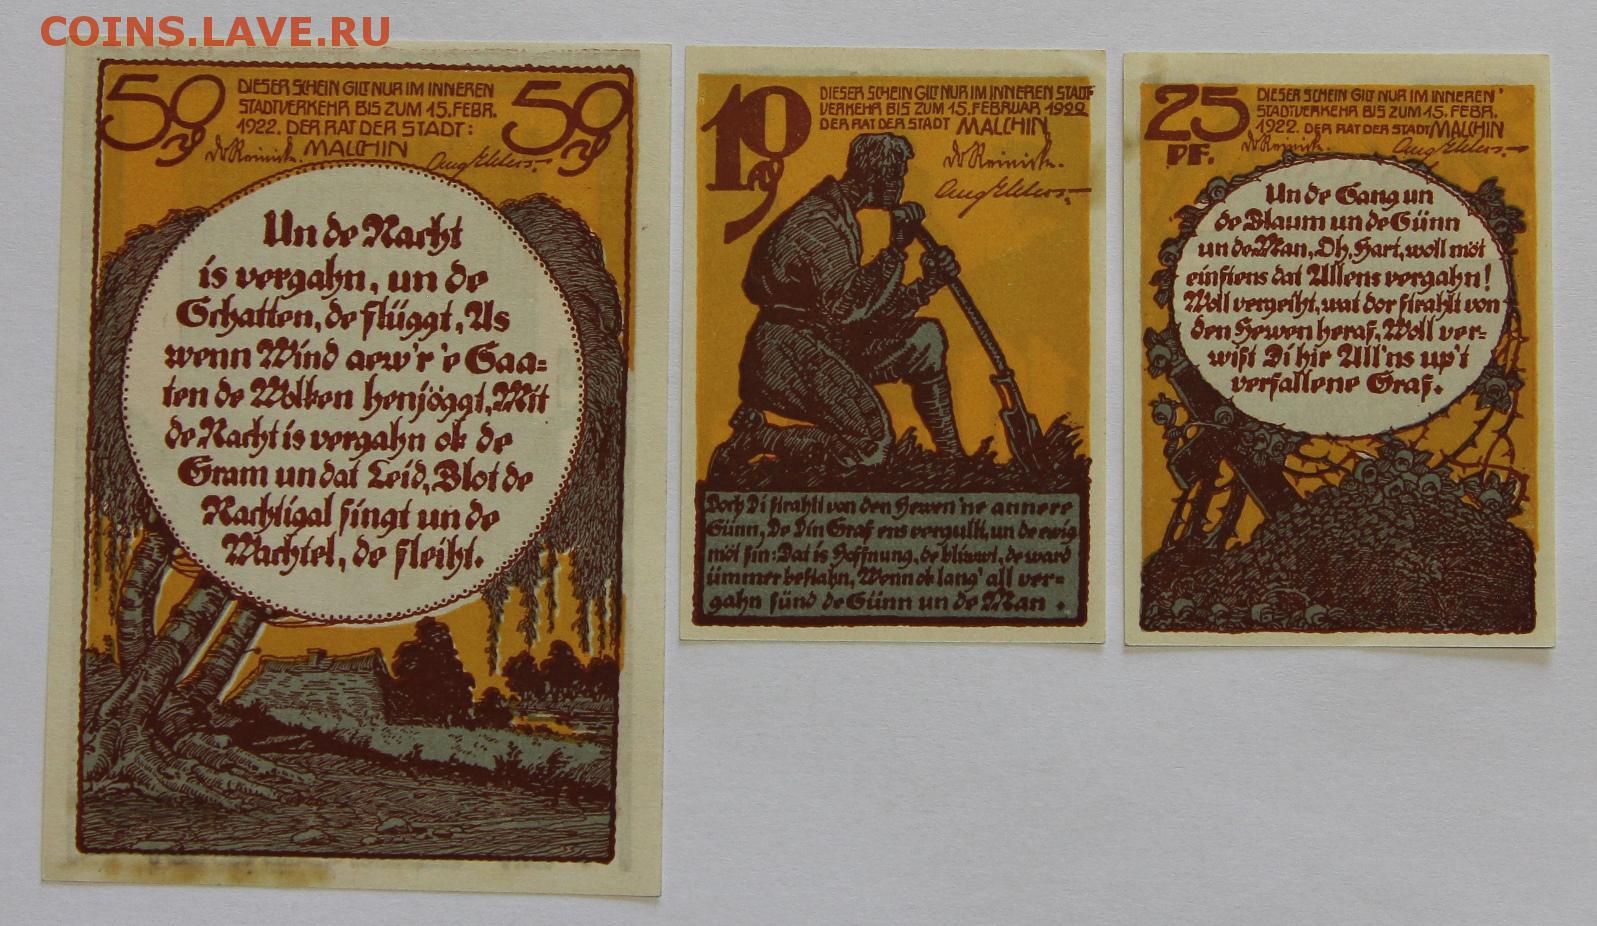 COINS.LAVE.RU
50 50
DIESER SCHEIN GILT NUR IM INNEREN
STADTVERKEHR BIS ZUM 15. FEBR.
1922. DER RAT DER STADT:
MALCHIN
Dr Reincke.
Un de Nacht
is vergahn, un de
Schatten, de flüggt, As
wenn Wind aew'r 'e Saa=
ten de Wolken henjöggt, Mit
de Nacht is vergahn ok de
Gram un dat Leid, Blot de
Nachtigal singt un de
Wachtel, de fleiht.
10
DIESER SCHEIN GILT NUR IM INNEREN STADT
VERKEHR BIS ZUM 15. FEBRUAR 1922
DER RAT DER STADT MALCHIN
Dr Reincke.
Doch Di strahlt von den Hewen 'ne annere
Sünn, De Din Graf ens vergullt, un de ewig
möt sin: Dat is Hoffnung, de bliwwt, de ward
ümmer bestahn, Wenn ok lang' all ver=
gahn sünd de Sünn un de Man.
25
PF.
DIESER SCHEIN GILT NUR IM INNEREN
STADTVERKEHR BIS ZUM 15. FEBR.
1922. DER RAT DER STADT MALCHIN
Dr Reincke.
Un de Sang un
de Blaum un de Sünn
un de Man, Oh, Hart, woll möt
einstens dat Allens vergahn!
Woll vergeiht, wat dor strahlt von
den Hewen heraf, Woll ver=
wist Di hir All'ns up't
verfallene Graf.